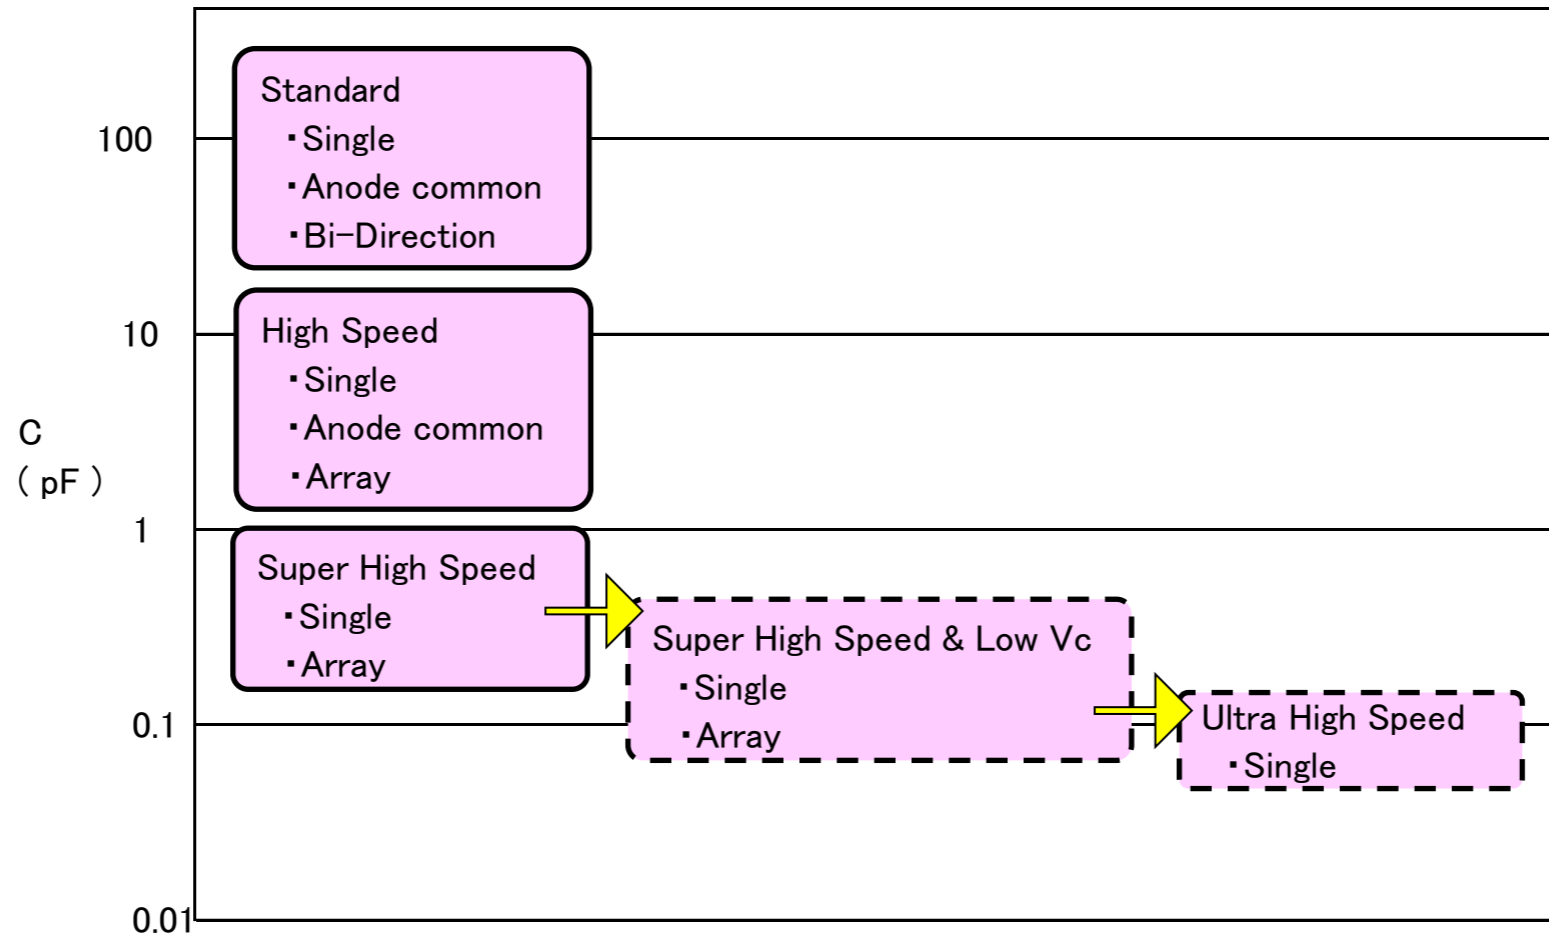 Standard
・Single
・Anode common
・Bi-Direction
100
High Speed
・Single
・Anode common
・Array
10
C
( pF )
1
Super High Speed
・Single
・Array
Super High Speed & Low Vc
・Single
・Array
0.1
Ultra High Speed
・Single
0.01